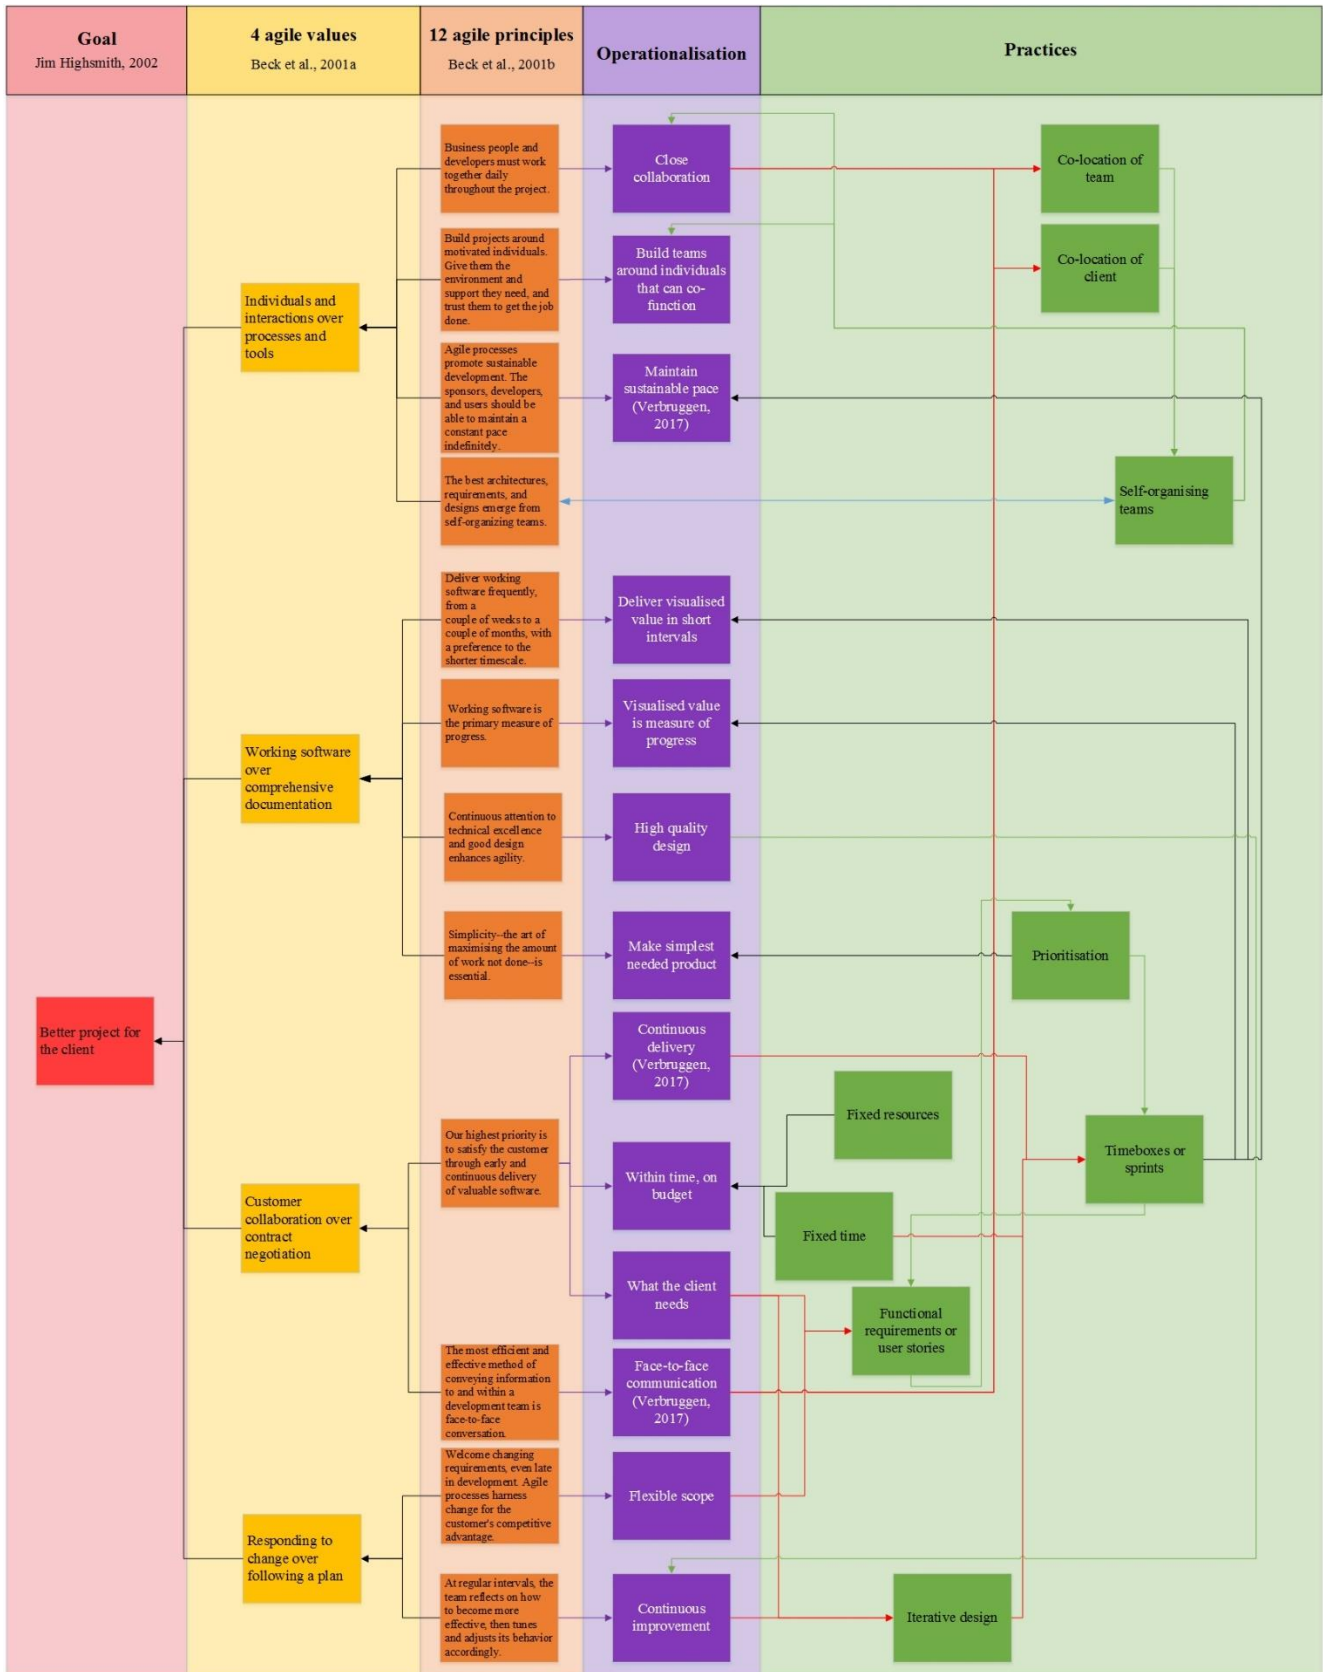 Goal
Jim Highsmith, 2002
4 agile values
Beck et al., 2001a
12 agile principles
Beck et al., 2001b
Operationalisation
Practices
Business people and
developers must work
together daily
throughout the project.
Close
collaboration
Co-location of
team
Build projects around
motivated individuals.
Give them the
environment and
support they need, and
trust them to get the job
done.
Build teams
around individuals
that can co-
function
Co-location of
client
Individuals and
interactions over
processes and
tools
Agile processes
promote sustainable
development. The
sponsors, developers,
and users should be
able to maintain a
constant pace
indefinitely..
Maintain
sustainable pace
(Verbruggen,
2017)
The best architectures,
requirements, and
designs emerge from
self-organizing teams.
Self-organising
teams
Deliver working
software frequently,
from a
couple of weeks to a
couple of months, with
a preference to the
shorter timescale.
Deliver visualised
value in short
intervals
Working software is
the primary measure of
progress.
Visualised value
is measure of
progress
Working software
over
comprehensive
documentation
Continuous attention to
technical excellence
and good design
enhances agility.
High quality
design
Simplicity--the art of
maximising the amount
of work not done--is
essential.
Make simplest
needed product
Prioritisation
Better project for
the client
Continuous
delivery
(Verbruggen,
2017)
Fixed resources
Our highest priority is
to satisfy the customer
through early and
continuous delivery
of valuable software.
Within time, on
budget
Timeboxes or
sprints
Customer
collaboration over
contract
negotiation
Fixed time
What the client
needs
Functional
requirements or
user stories
The most efficient and
effective method of
conveying information
to and within a
development team is
face-to-face
conversation.
Face-to-face
communication
(Verbruggen,
2017)
Welcome changing
requirements, even late
in development. Agile
processes harness
change for the
customer's competitive
advantage.
Flexible scope
Responding to
change over
following a plan
At regular intervals, the
team reflects on how
to become more
effective, then tunes
and adjusts its behavior
accordingly.
Continuous
improvement
Iterative design